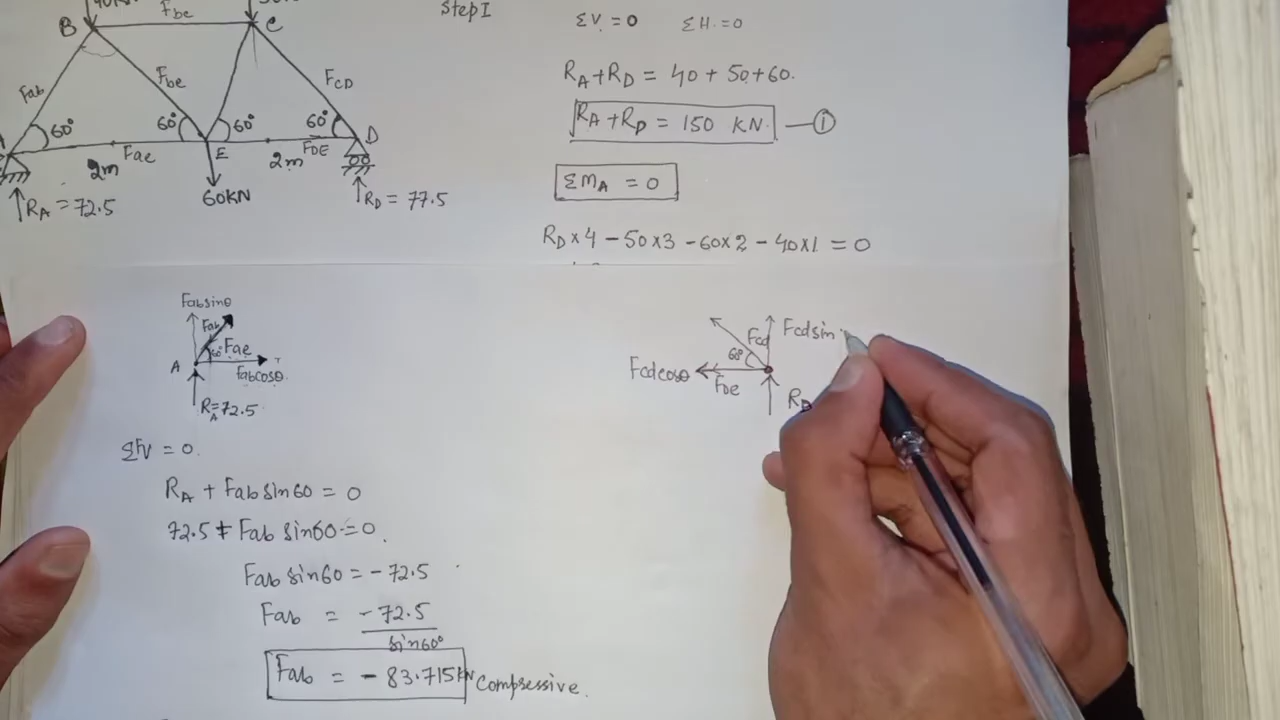 B
Fbe
C
Step I
ΣV = 0 ΣH = 0
RA + RD = 40 + 50 + 60.
RA + RD = 150 KN. — ①
ΣMA = 0
RD × 4 − 50 × 3 − 60 × 2 − 40 × 1 = 0
Fab
Fbe
FCD
60°
60°
60°
60°
Fae
E
FDE
D
2m
2m
60KN
RA = 72.5
RD = 77.5
Fabsinθ
Fab
60°
Fae
A
Fabcosθ.
RA = 72.5
ΣFV = 0.
RA + Fab sin60 = 0
72.5 + Fab sin60 = 0.
Fab sin60 = −72.5
Fab = −72.5
sin60°
Fab = − 83.715KN Compssive.
Fcdsin
Fcd
60°
Fcdcosθ
FDE
RD